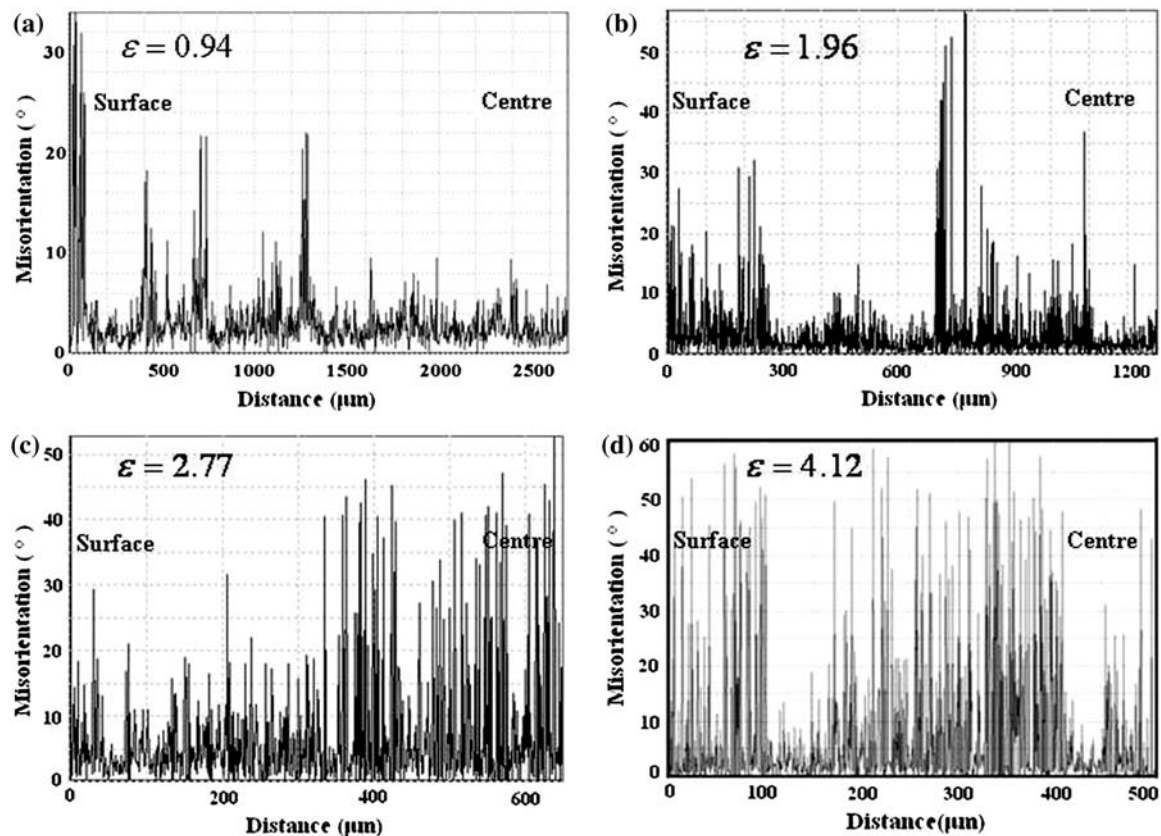 (a)
ε = 0.94
Surface
Centre
Misorientation ( ° )
30
20
10
0
0 500 1000 1500 2000 2500
Distance (μm)
(b)
ε = 1.96
Surface
Centre
Misorientation ( ° )
50
40
30
20
10
0
0 300 600 900 1200
Distance (μm)
(c)
ε = 2.77
Surface
Centre
Misorientation ( ° )
50
40
30
20
10
0
0 200 400 600
Distance (μm)
(d)
ε = 4.12
Surface
Centre
Misorientation ( ° )
60
50
40
30
20
10
0
0 100 200 300 400 500
Distance(μm)